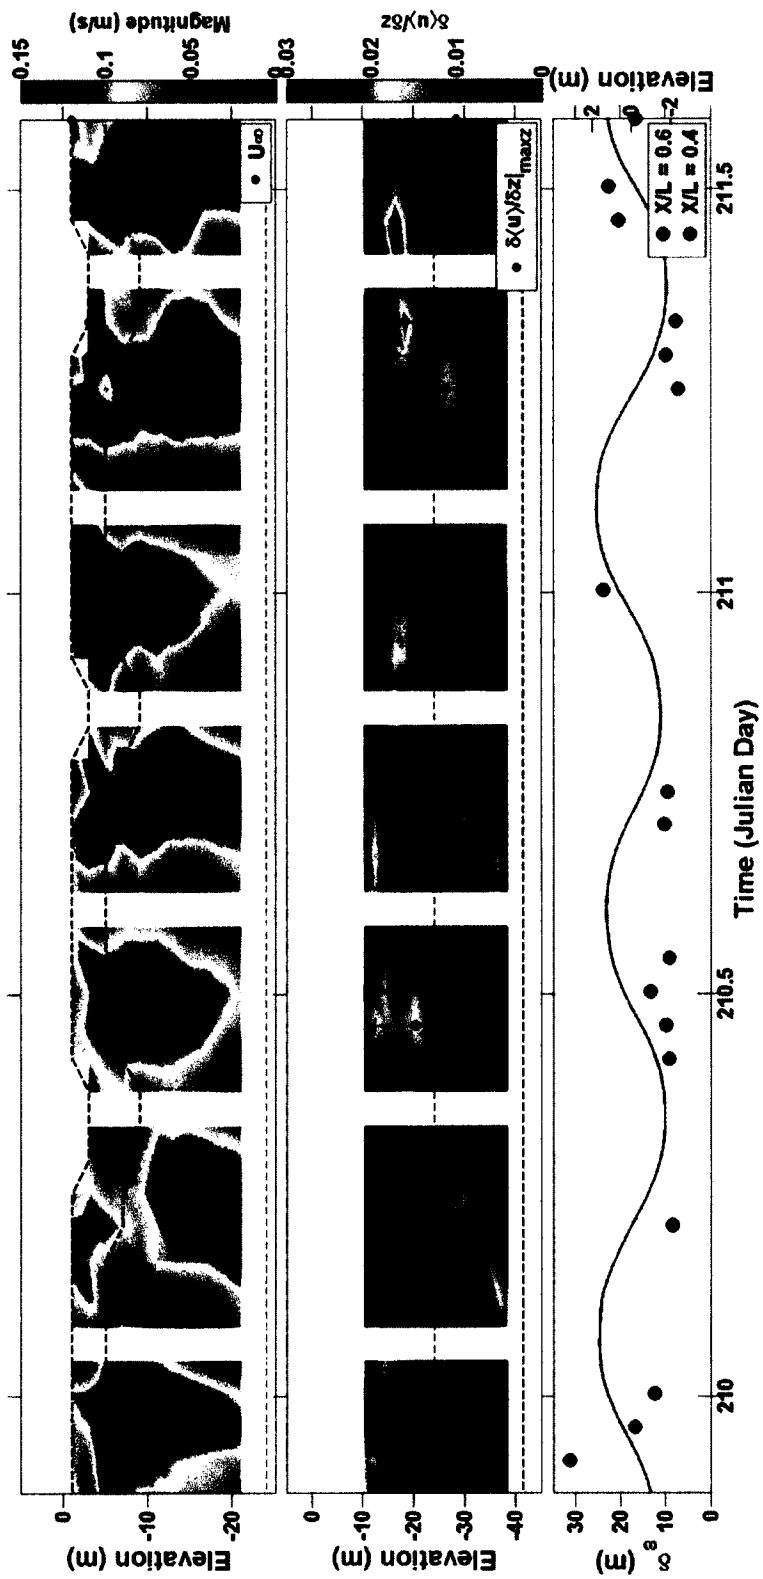 Magnitude (m/s)
0.15
0.1
0.05
0
-10
-20
Elevation (m)
U∞
δ⟨u⟩/δz
0.03
0.02
0.01
0
0
-10
-20
-30
-40
Elevation (m)
δ⟨u⟩/δz|maxz
Elevation (m)
2
0
-2
30
20
10
0
(m)
X/L = 0.6
X/L = 0.4
210
210.5
211
211.5
Time (Julian Day)